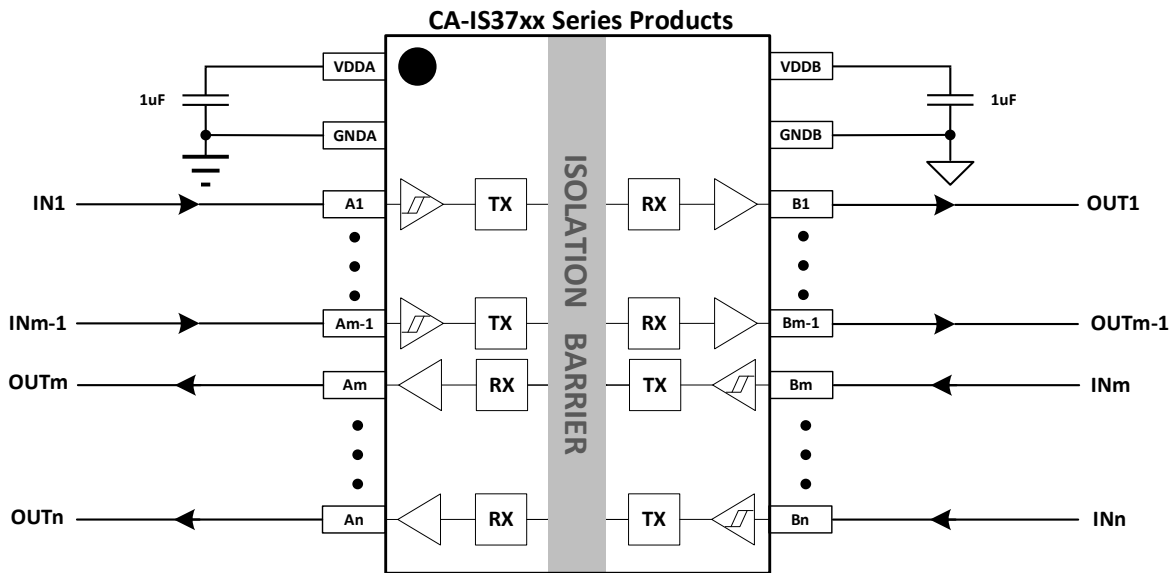 CA-IS37xx Series Products
VDDA
VDDB
1uF
1uF
GNDA
GNDB
ISOLATION BARRIER
IN1
A1
TX
RX
B1
OUT1
INm-1
Am-1
TX
RX
Bm-1
OUTm-1
OUTm
Am
RX
TX
Bm
INm
OUTn
An
RX
TX
Bn
INn